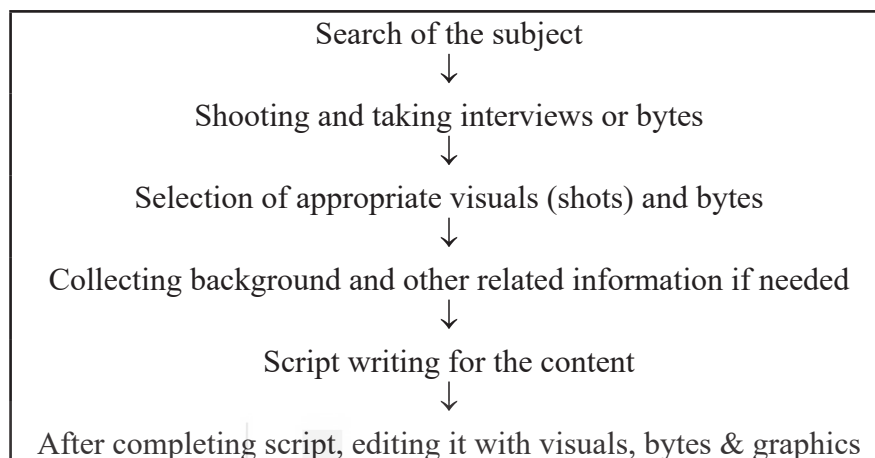 Search of the subject
↓
Shooting and taking interviews or bytes
↓
Selection of appropriate visuals (shots) and bytes
↓
Collecting background and other related information if needed
↓
Script writing for the content
↓
After completing script, editing it with visuals, bytes & graphics